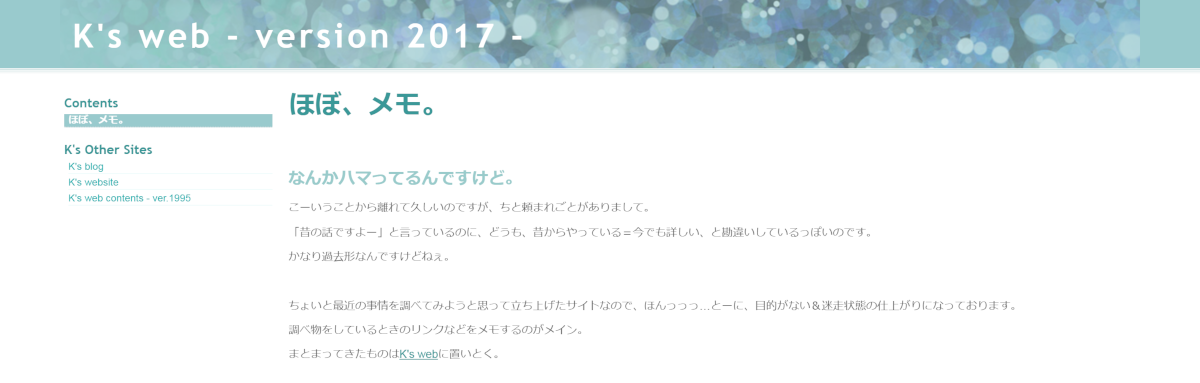 K's web - version 2017 -
Contents
ほぼ、メモ。
K's Other Sites
K's blog
K's website
K's web contents - ver.1995
ほぼ、メモ。
なんかハマってるんですけど。
こーいうことから離れて久しいのですが、ちと頼まれごとがありまして。
「昔の話ですよー」と言っているのに、どうも、昔からやっている＝今でも詳しい、と勘違いしているっぽいのです。
かなり過去形なんですけどねぇ。
ちょいと最近の事情を調べてみようと思って立ち上げたサイトなので、ほんっっっ…とーに、目的がない＆迷走状態の仕上がりになっております。
調べ物をしているときのリンクなどをメモするのがメイン。
まとまってきたものはK's webに置いとく。